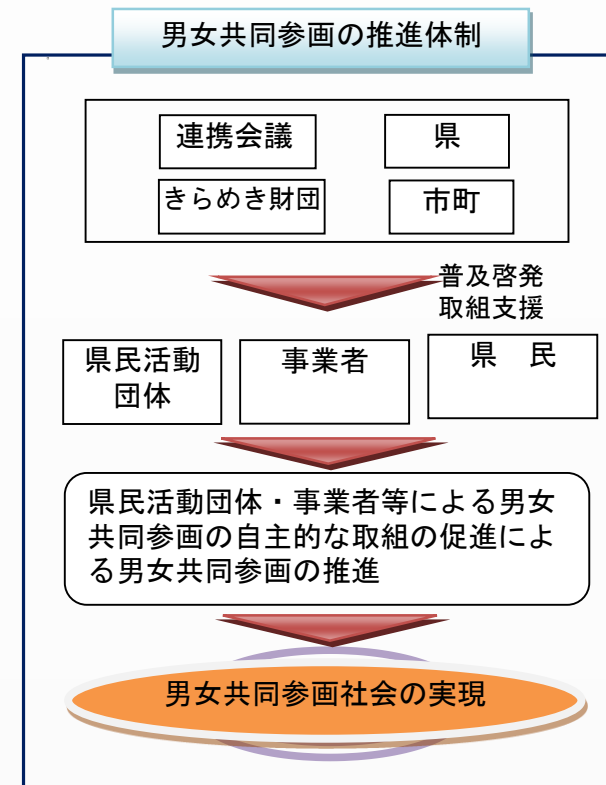 男女共同参画の推進体制
連携会議
県
きらめき財団
市町
普及啓発
取組支援
県民活動
団体
事業者
県　民
県民活動団体・事業者等による男女
共同参画の自主的な取組の促進によ
る男女共同参画の推進
男女共同参画社会の実現